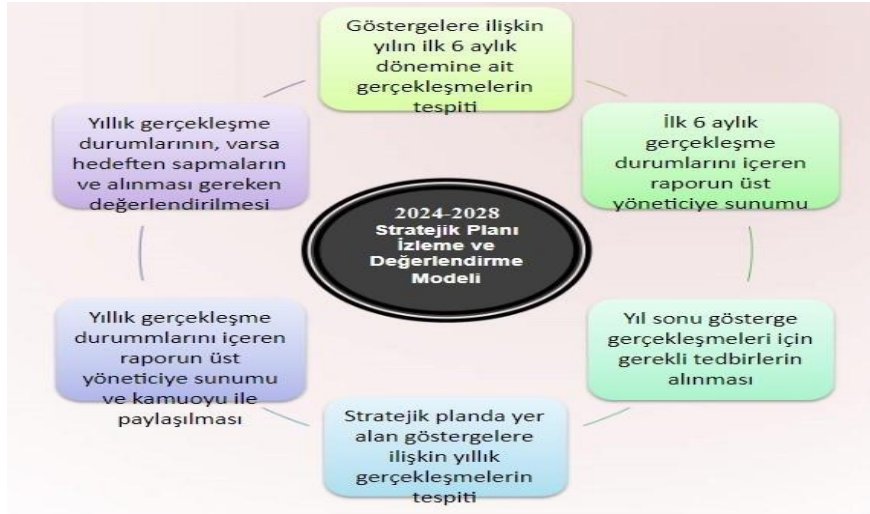 Göstergelere ilişkin
yılın ilk 6 aylık
dönemine ait
gerçekleşmelerin
tespiti
İlk 6 aylık
gerçekleşme
durumlarını içeren
raporun üst
yöneticiye sunumu
Yıl sonu gösterge
gerçekleşmeleri için
gerekli tedbirlerin
alınması
Stratejik planda yer
alan göstergelere
ilişkin yıllık
gerçekleşmelerin
tespiti
Yıllık gerçekleşme
durummlarını içeren
raporun üst
yöneticiye sunumu
ve kamuoyu ile
paylaşılması
Yıllık gerçekleşme
durumlarının, varsa
hedeften sapmaların
ve alınması gereken
değerlendirilmesi
2024-2028
Stratejik Planı
İzleme ve
Değerlendirme
Modeli